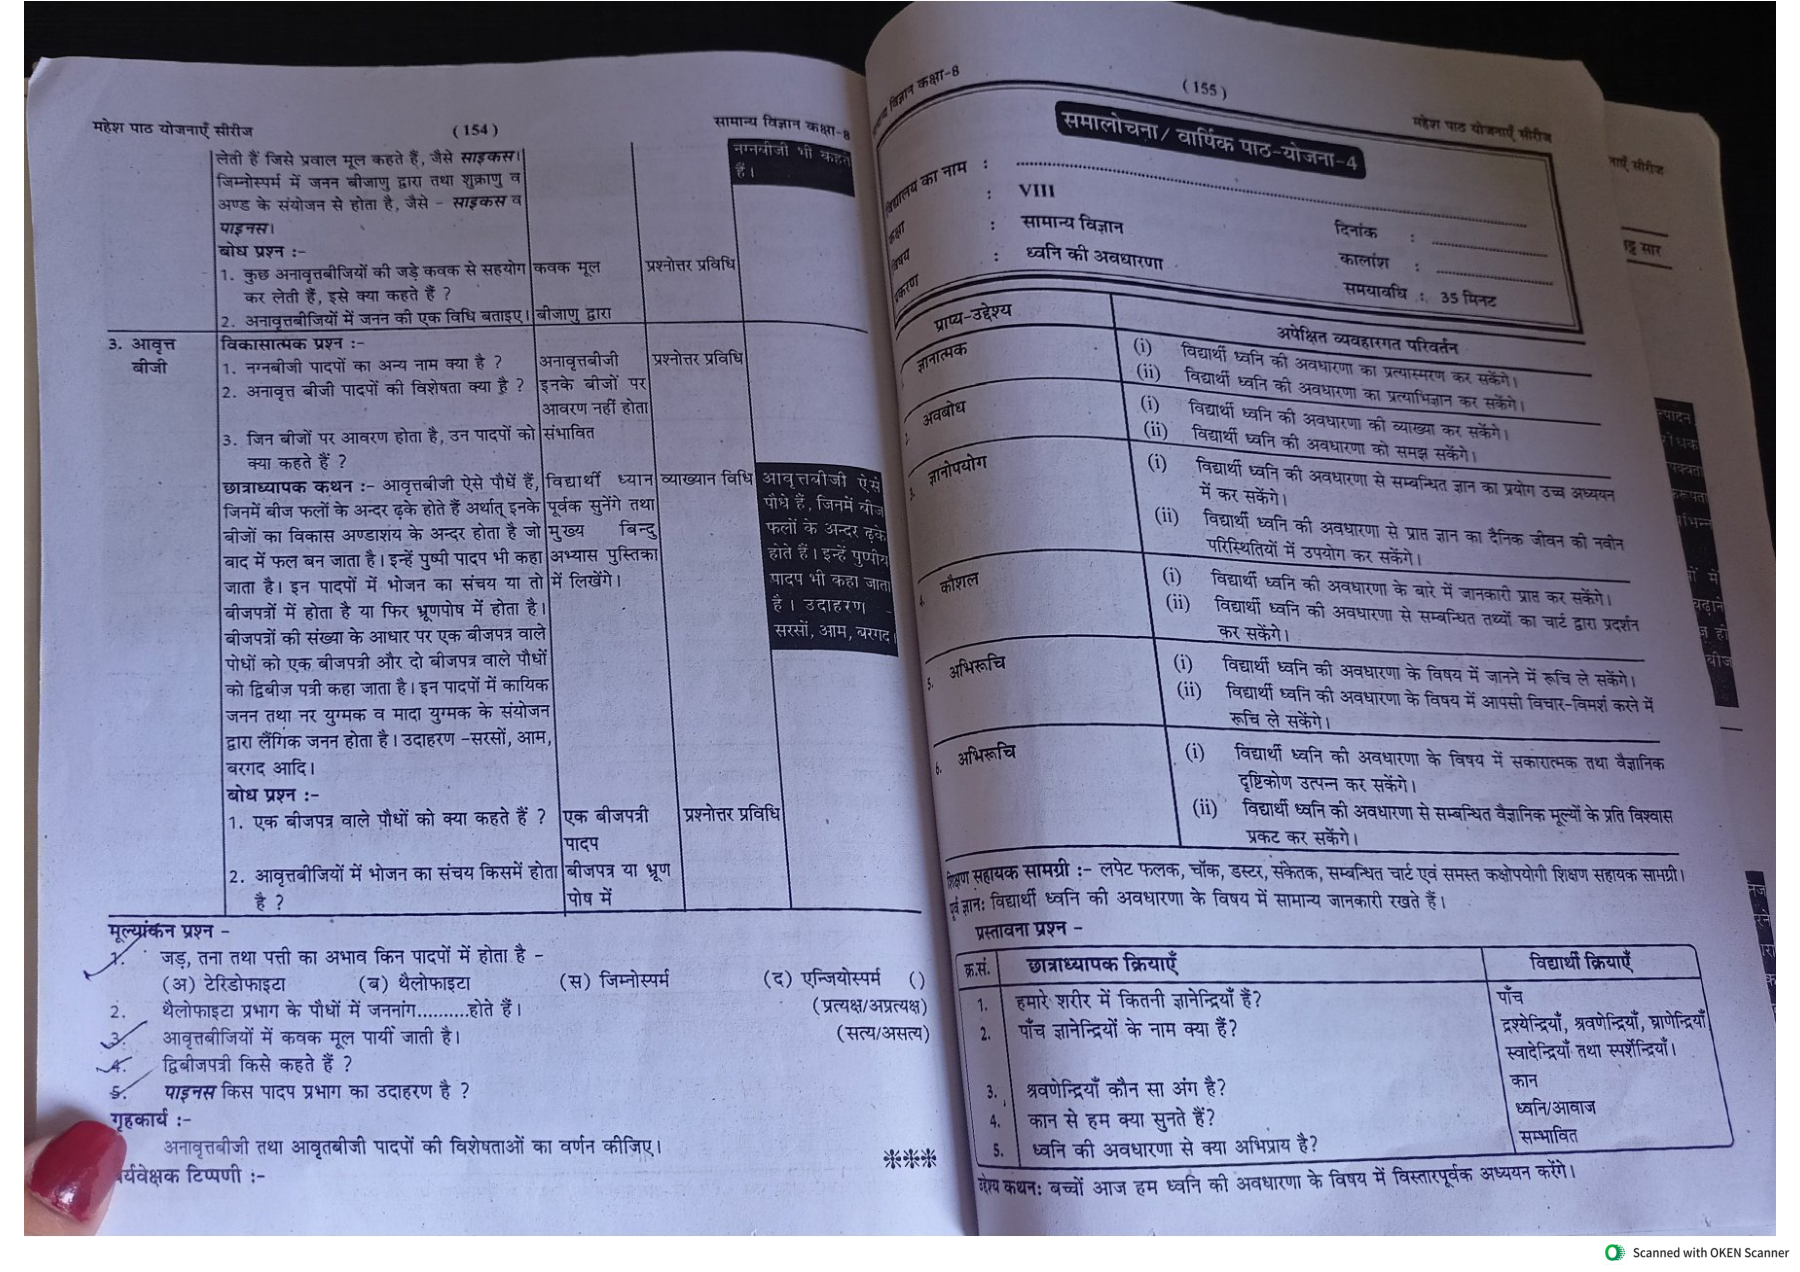 महेश पाठ योजनाएँ सीरीज
( 154 )
सामान्य विज्ञान कक्षा-8
लेती हैं जिसे प्रवाल मूल कहते हैं, जैसे साइकस।
जिम्नोस्पर्म में जनन बीजाणु द्वारा तथा शुक्राणु व
अण्ड के संयोजन से होता है, जैसे - साइकस व
पाइनस।
नग्नबीजी भी कहते
हैं।
बोध प्रश्न :-
1. कुछ अनावृत्तबीजियों की जड़े कवक से सहयोग
कर लेती हैं, इसे क्या कहते हैं ?
कवक मूल
प्रश्नोत्तर प्रविधि
2. अनावृत्तबीजियों में जनन की एक विधि बताइए।
बीजाणु द्वारा
3. आवृत्त
बीजी
विकासात्मक प्रश्न :-
1. नग्नबीजी पादपों का अन्य नाम क्या है ?
अनावृत्तबीजी
प्रश्नोत्तर प्रविधि
2. अनावृत्त बीजी पादपों की विशेषता क्या है ?
इनके बीजों पर
आवरण नहीं होता
3. जिन बीजों पर आवरण होता है, उन पादपों को
क्या कहते हैं ?
संभावित
छात्राध्यापक कथन :- आवृत्तबीजी ऐसे पौधें हैं,
जिनमें बीज फलों के अन्दर ढ़के होते हैं अर्थात् इनके
बीजों का विकास अण्डाशय के अन्दर होता है जो
बाद में फल बन जाता है। इन्हें पुष्पी पादप भी कहा
जाता है। इन पादपों में भोजन का संचय या तो
बीजपत्रों में होता है या फिर भ्रूणपोष में होता है।
बीजपत्रों की संख्या के आधार पर एक बीजपत्र वाले
पोधों को एक बीजपत्री और दो बीजपत्र वाले पौधों
को द्विबीज पत्री कहा जाता है। इन पादपों में कायिक
जनन तथा नर युग्मक व मादा युग्मक के संयोजन
द्वारा लैंगिक जनन होता है। उदाहरण -सरसों, आम,
बरगद आदि।
विद्यार्थी ध्यान
पूर्वक सुनेंगे तथा
मुख्य बिन्दु
अभ्यास पुस्तिका
में लिखेंगे।
व्याख्यान विधि
आवृत्तबीजी ऐसे
पौधे हैं, जिनमें बीज
फलों के अन्दर ढ़के
होते हैं। इन्हें पुष्पीय
पादप भी कहा जाता
है। उदाहरण -
सरसों, आम, बरगद।
बोध प्रश्न :-
1. एक बीजपत्र वाले पौधों को क्या कहते हैं ?
एक बीजपत्री
पादप
प्रश्नोत्तर प्रविधि
2. आवृत्तबीजियों में भोजन का संचय किसमें होता
है ?
बीजपत्र या भ्रूण
पोष में
मूल्यांकन प्रश्न -
1. जड़, तना तथा पत्ती का अभाव किन पादपों में होता है -
(अ) टेरिडोफाइटा (ब) थैलोफाइटा (स) जिम्नोस्पर्म (द) एन्जियोस्पर्म ()
2. थैलोफाइटा प्रभाग के पौधों में जननांग..........होते हैं। (प्रत्यक्ष/अप्रत्यक्ष)
3. आवृत्तबीजियों में कवक मूल पायीं जाती है। (सत्य/असत्य)
4. द्विबीजपत्री किसे कहते हैं ?
5. पाइनस किस पादप प्रभाग का उदाहरण है ?
गृहकार्य :-
अनावृत्तबीजी तथा आवृतबीजी पादपों की विशेषताओं का वर्णन कीजिए।
र्यवेक्षक टिप्पणी :-
विज्ञान कक्षा-8
( 155 )
महेश पाठ योजनाएँ सीरीज
समालोचना/ वार्षिक पाठ-योजना-4
विद्यालय का नाम :
कक्षा : VIII
विषय : सामान्य विज्ञान
प्रकरण : ध्वनि की अवधारणा
दिनांक :
कालांश :
समयावधि : 35 मिनट
प्राप्य-उद्देश्य
अपेक्षित व्यवहारगत परिवर्तन
ज्ञानात्मक
(i) विद्यार्थी ध्वनि की अवधारणा का प्रत्यास्मरण कर सकेंगे।
(ii) विद्यार्थी ध्वनि की अवधारणा का प्रत्याभिज्ञान कर सकेंगे।
अवबोध
(i) विद्यार्थी ध्वनि की अवधारणा की व्याख्या कर सकेंगे।
(ii) विद्यार्थी ध्वनि की अवधारणा को समझ सकेंगे।
3. ज्ञानोपयोग
(i) विद्यार्थी ध्वनि की अवधारणा से सम्बन्धित ज्ञान का प्रयोग उच्च अध्ययन
में कर सकेंगे।
(ii) विद्यार्थी ध्वनि की अवधारणा से प्राप्त ज्ञान का दैनिक जीवन की नवीन
परिस्थितियों में उपयोग कर सकेंगे।
कौशल
(i) विद्यार्थी ध्वनि की अवधारणा के बारे में जानकारी प्राप्त कर सकेंगे।
(ii) विद्यार्थी ध्वनि की अवधारणा से सम्बन्धित तथ्यों का चार्ट द्वारा प्रदर्शन
कर सकेंगे।
5. अभिरूचि
(i) विद्यार्थी ध्वनि की अवधारणा के विषय में जानने में रूचि ले सकेंगे।
(ii) विद्यार्थी ध्वनि की अवधारणा के विषय में आपसी विचार-विमर्श करने में
रूचि ले सकेंगे।
6. अभिरूचि
(i) विद्यार्थी ध्वनि की अवधारणा के विषय में सकारात्मक तथा वैज्ञानिक
दृष्टिकोण उत्पन्न कर सकेंगे।
(ii) विद्यार्थी ध्वनि की अवधारणा से सम्बन्धित वैज्ञानिक मूल्यों के प्रति विश्वास
प्रकट कर सकेंगे।
शिक्षण सहायक सामग्री :- लपेट फलक, चॉक, डस्टर, संकेतक, सम्बन्धित चार्ट एवं समस्त कक्षोपयोगी शिक्षण सहायक सामग्री।
पूर्व ज्ञान: विद्यार्थी ध्वनि की अवधारणा के विषय में सामान्य जानकारी रखते हैं।
प्रस्तावना प्रश्न -
क्र.सं. छात्राध्यापक क्रियाएँ विद्यार्थी क्रियाएँ
1. हमारे शरीर में कितनी ज्ञानेन्द्रियाँ हैं? पाँच
2. पाँच ज्ञानेन्द्रियों के नाम क्या हैं? द्रश्येन्द्रियाँ, श्रवणेन्द्रियाँ, घ्राणेन्द्रियाँ
स्वादेन्द्रियाँ तथा स्पर्शेन्द्रियाँ।
3. श्रवणेन्द्रियाँ कौन सा अंग है? कान
4. कान से हम क्या सुनते हैं? ध्वनि/आवाज
5. ध्वनि की अवधारणा से क्या अभिप्राय है? सम्भावित
उद्देश्य कथन: बच्चों आज हम ध्वनि की अवधारणा के विषय में विस्तारपूर्वक अध्ययन करेंगे।
सीरीज
सार
Scanned with OKEN Scanner